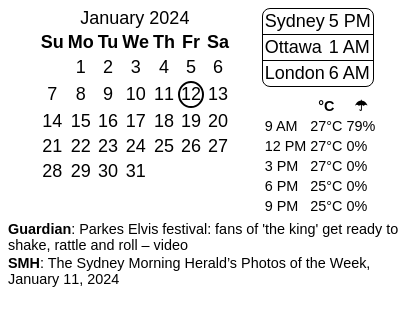 January 2024
Su Mo Tu We Th Fr Sa
1 2 3 4 5 6
7 8 9 10 11 12 13
14 15 16 17 18 19 20
21 22 23 24 25 26 27
28 29 30 31
Sydney 5 PM
Ottawa 1 AM
London 6 AM
°C ☂
9 AM 27°C 79%
12 PM 27°C 0%
3 PM 27°C 0%
6 PM 25°C 0%
9 PM 25°C 0%
Guardian: Parkes Elvis festival: fans of 'the king' get ready to
shake, rattle and roll – video
SMH: The Sydney Morning Herald’s Photos of the Week,
January 11, 2024